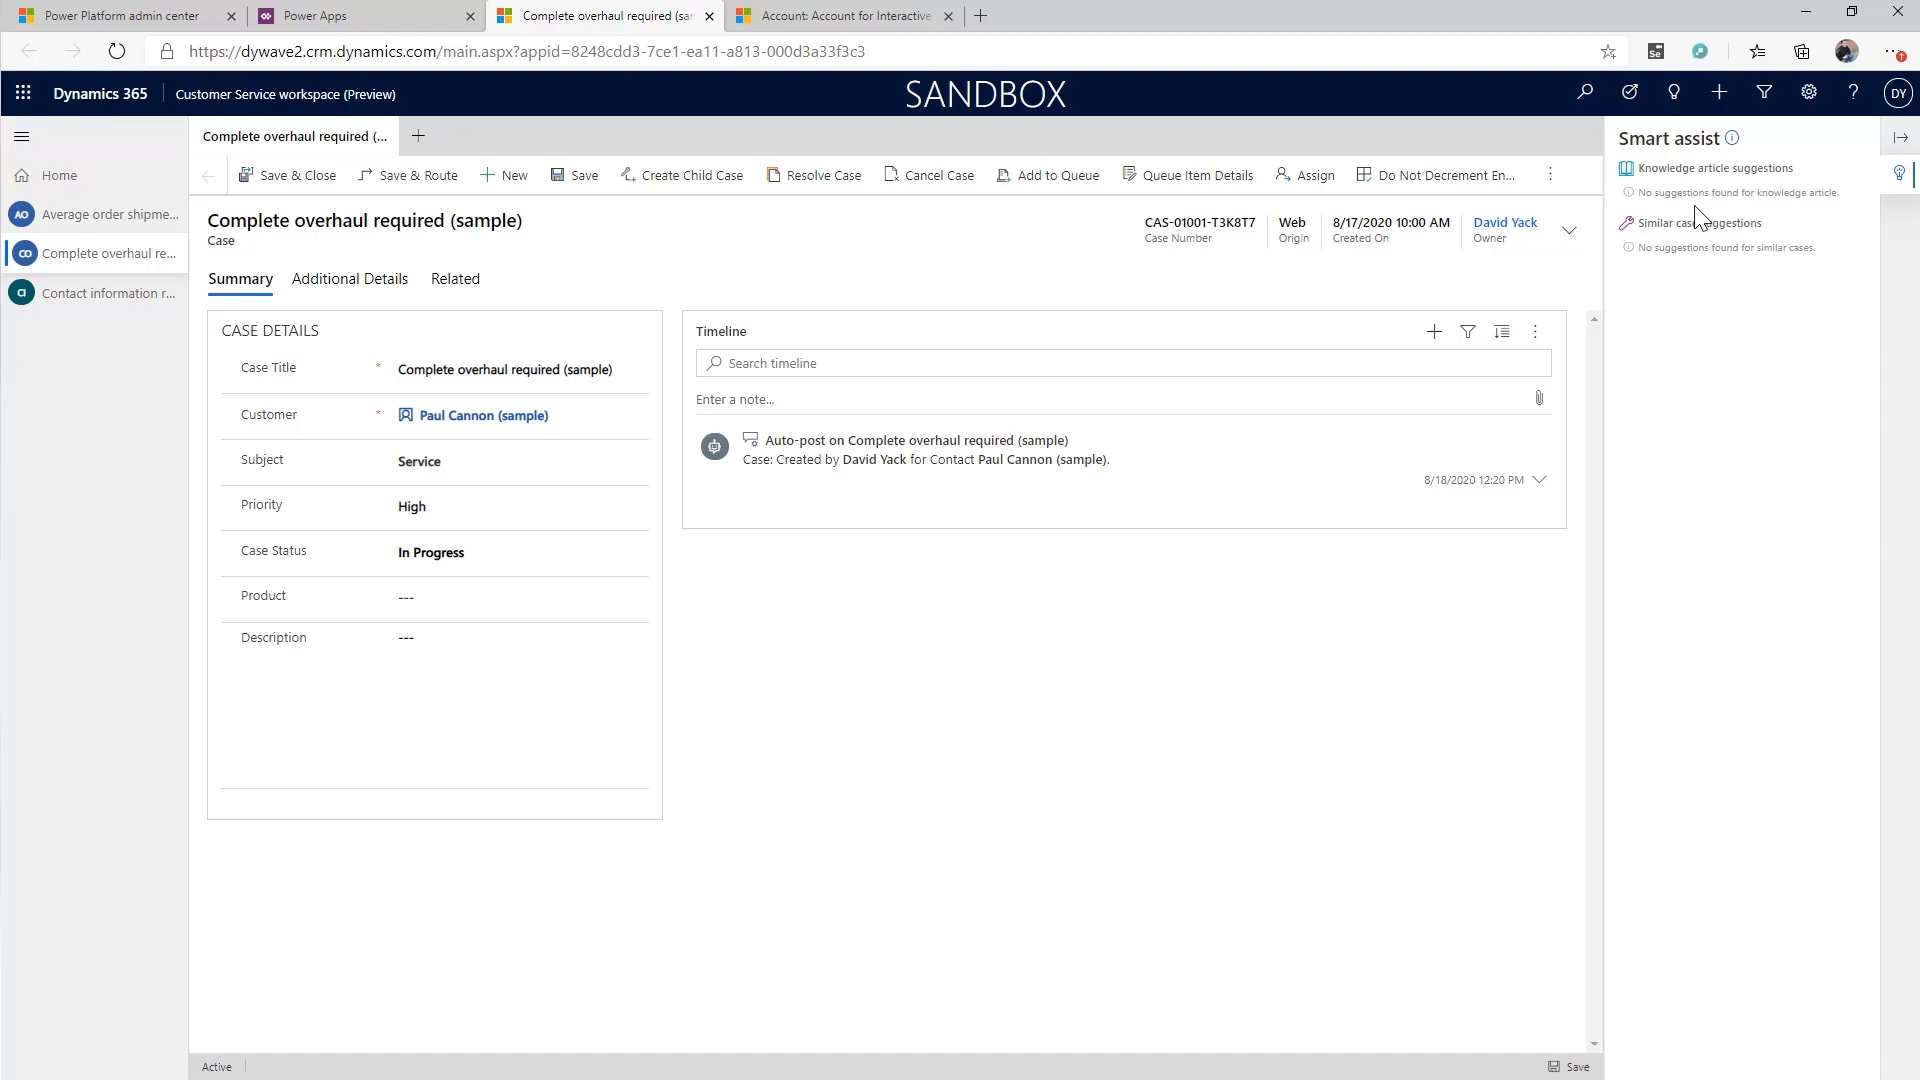 Power Platform admin center
Power Apps
Complete overhaul required (sam
Account: Account for Interactive
https://dywave2.crm.dynamics.com/main.aspx?appid=8248cdd3-7ce1-ea11-a813-000d3a33f3c3
Se
Dynamics 365
Customer Service workspace (Preview)
SANDBOX
DY
Home
AO Average order shipme...
CO Complete overhaul re...
CI Contact information r...
Complete overhaul required (...
Save & Close
Save & Route
New
Save
Create Child Case
Resolve Case
Cancel Case
Add to Queue
Queue Item Details
Assign
Do Not Decrement En...
Complete overhaul required (sample)
Case
CAS-01001-T3K8T7
Case Number
Web
Origin
8/17/2020 10:00 AM
Created On
David Yack
Owner
Summary
Additional Details
Related
CASE DETAILS
Case Title * Complete overhaul required (sample)
Customer * Paul Cannon (sample)
Subject Service
Priority High
Case Status In Progress
Product ---
Description ---
Timeline
Search timeline
Enter a note...
Auto-post on Complete overhaul required (sample)
Case: Created by David Yack for Contact Paul Cannon (sample).
8/18/2020 12:20 PM
Smart assist
Knowledge article suggestions
No suggestions found for knowledge article.
Similar case suggestions
No suggestions found for similar cases.
Active
Save